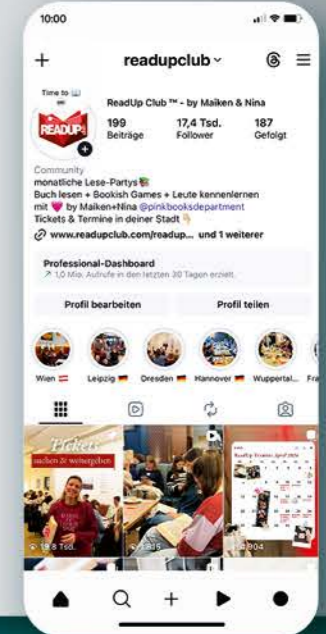 10:00
readupclub
Time to
READUP
ReadUp Club ™ - by Maiken & Nina
199 17,4 Tsd. 187
Beiträge Follower Gefolgt
Community
monatliche Lese-Partys
Buch lesen + Bookish Games + Leute kennenlernen
mit by Maiken+Nina @pinkbooksdepartment
Tickets & Termine in deiner Stadt
www.readupclub.com/readup... und 1 weiterer
Professional-Dashboard
1,0 Mio. Aufrufe in den letzten 30 Tagen erzielt.
Profil bearbeiten Profil teilen
Wien Leipzig Dresden Hannover Wuppertal... Fra
Tickets
suchen & weitergeben
ReadUp Termine April 2026
19,8 Tsd.
904